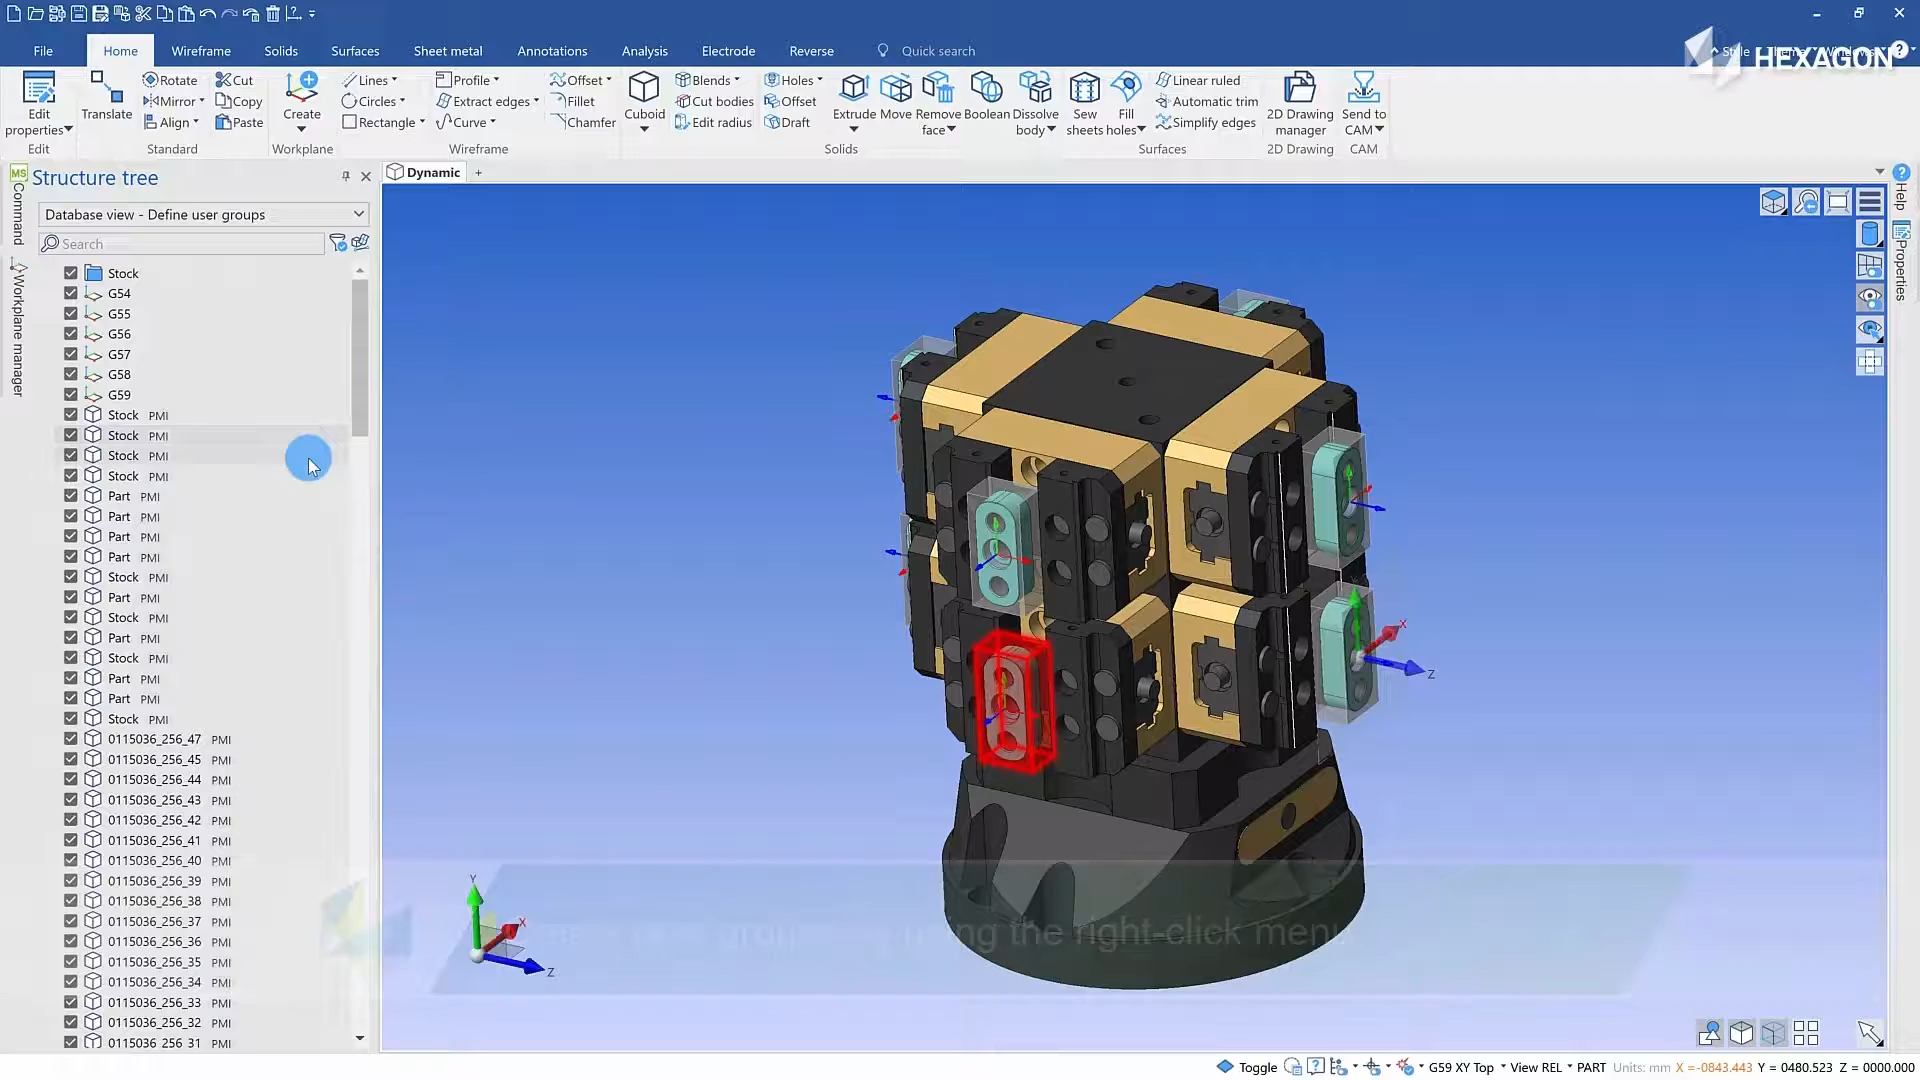 File Home Wireframe Solids Surfaces Sheet metal Annotations Analysis Electrode Reverse Quick search
HEXAGON
Edit properties Translate Rotate Mirror Align Cut Copy Paste Create Lines Circles Rectangle Profile Extract edges Curve Offset Fillet Chamfer Cuboid Blends Cut bodies Edit radius Holes Offset Draft Extrude Move Remove face Boolean Dissolve body Sew sheets Fill holes Linear ruled Automatic trim Simplify edges 2D Drawing manager Send to CAM
Edit Standard Workplane Wireframe Solids Surfaces 2D Drawing CAM
MS Command
Workplane manager
Structure tree
Dynamic +
Database view - Define user groups
Search
Stock
G54
G55
G56
G57
G58
G59
Stock PMI
Stock PMI
Stock PMI
Stock PMI
Part PMI
Part PMI
Part PMI
Part PMI
Stock PMI
Part PMI
Stock PMI
Part PMI
Stock PMI
Part PMI
Part PMI
Stock PMI
0115036_256_47 PMI
0115036_256_45 PMI
0115036_256_44 PMI
0115036_256_43 PMI
0115036_256_42 PMI
0115036_256_41 PMI
0115036_256_40 PMI
0115036_256_39 PMI
0115036_256_38 PMI
0115036_256_37 PMI
0115036_256_36 PMI
0115036_256_35 PMI
0115036_256_34 PMI
0115036_256_33 PMI
0115036_256_32 PMI
0115036_256_31 PMI
Help
Properties
X
Z
Y
X
Z
using the right-click menu
Toggle G59 XY Top View REL PART Units: mm X =-0843.443 Y = 0480.523 Z = 0000.000